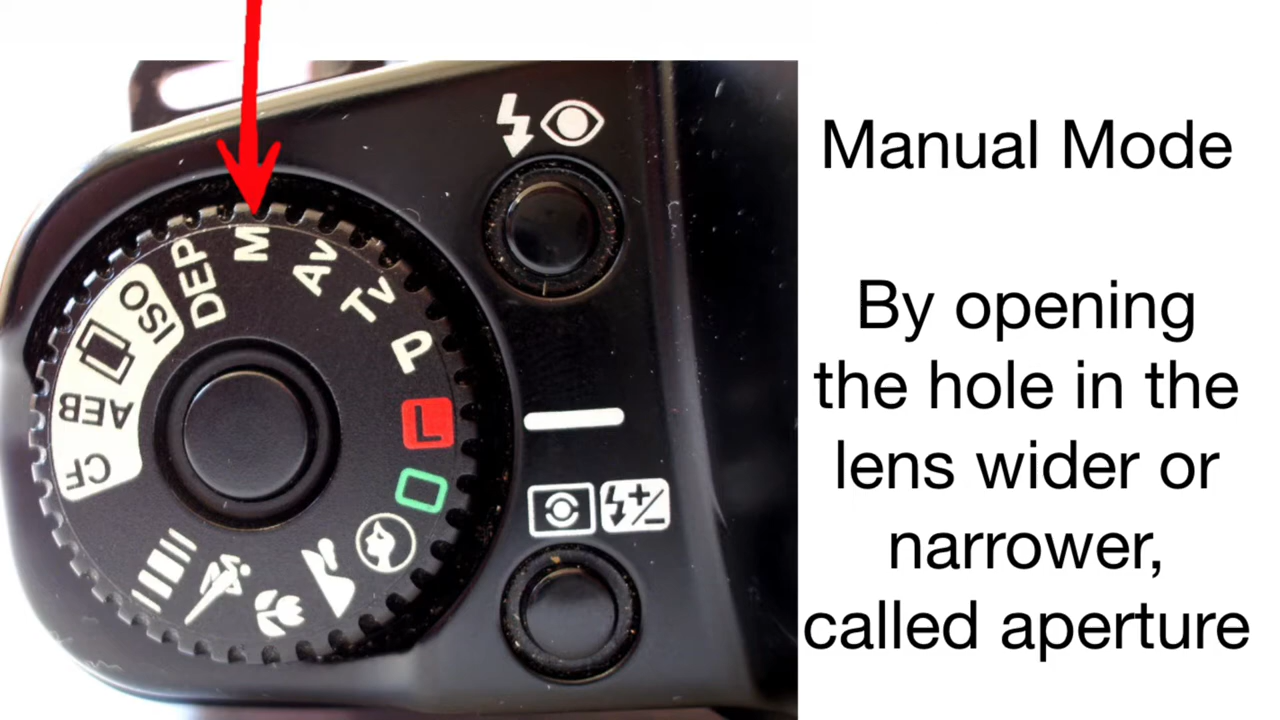 Manual Mode
By opening
the hole in the
lens wider or
narrower,
called aperture
M
Av
Tv
P
L
DEP
ISO
AEB
CF